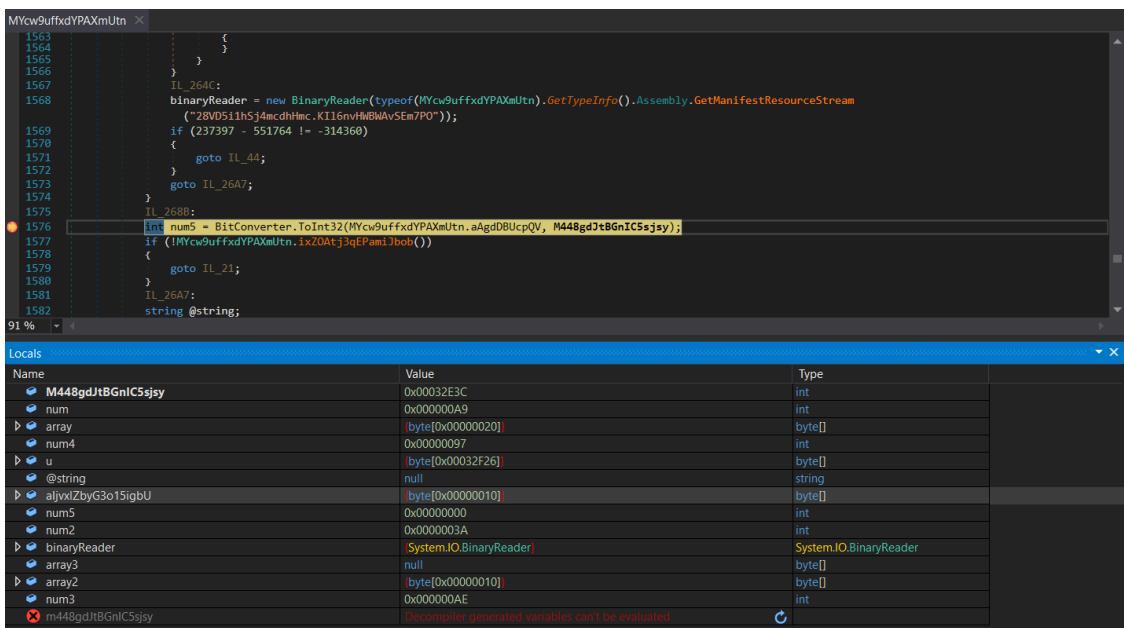 MYcw9uffxdYPAXmUtn ×
1563 {
1564 }
1565 }
1566 }
1567 IL_264C:
1568 binaryReader = new BinaryReader(typeof(MYcw9uffxdYPAXmUtn).GetTypeInfo().Assembly.GetManifestResourceStream
("28VD5i1hSj4mcdhHmc.KIl6nvHWBWAvSEm7PO"));
1569 if (237397 - 551764 != -314360)
1570 {
1571 goto IL_44;
1572 }
1573 goto IL_26A7;
1574 }
1575 IL_268B:
1576 int num5 = BitConverter.ToInt32(MYcw9uffxdYPAXmUtn.aAgdDBUcpQV, M448gdJtBGnIC5sjsy);
1577 if (!MYcw9uffxdYPAXmUtn.ixZOAtj3qEPamiJbob())
1578 {
1579 goto IL_21;
1580 }
1581 IL_26A7:
1582 string @string;
91 %
Locals
Name Value Type
M448gdJtBGnIC5sjsy 0x00032E3C int
num 0x000000A9 int
array {byte[0x00000020]} byte[]
num4 0x00000097 int
u {byte[0x00032F26]} byte[]
@string null string
aljvxlZbyG3o15igbU {byte[0x00000010]} byte[]
num5 0x00000000 int
num2 0x0000003A int
binaryReader {System.IO.BinaryReader} System.IO.BinaryReader
array3 null byte[]
array2 {byte[0x00000010]} byte[]
num3 0x000000AE int
m448gdJtBGnIC5sjsy Decompiler generated variables can't be evaluated